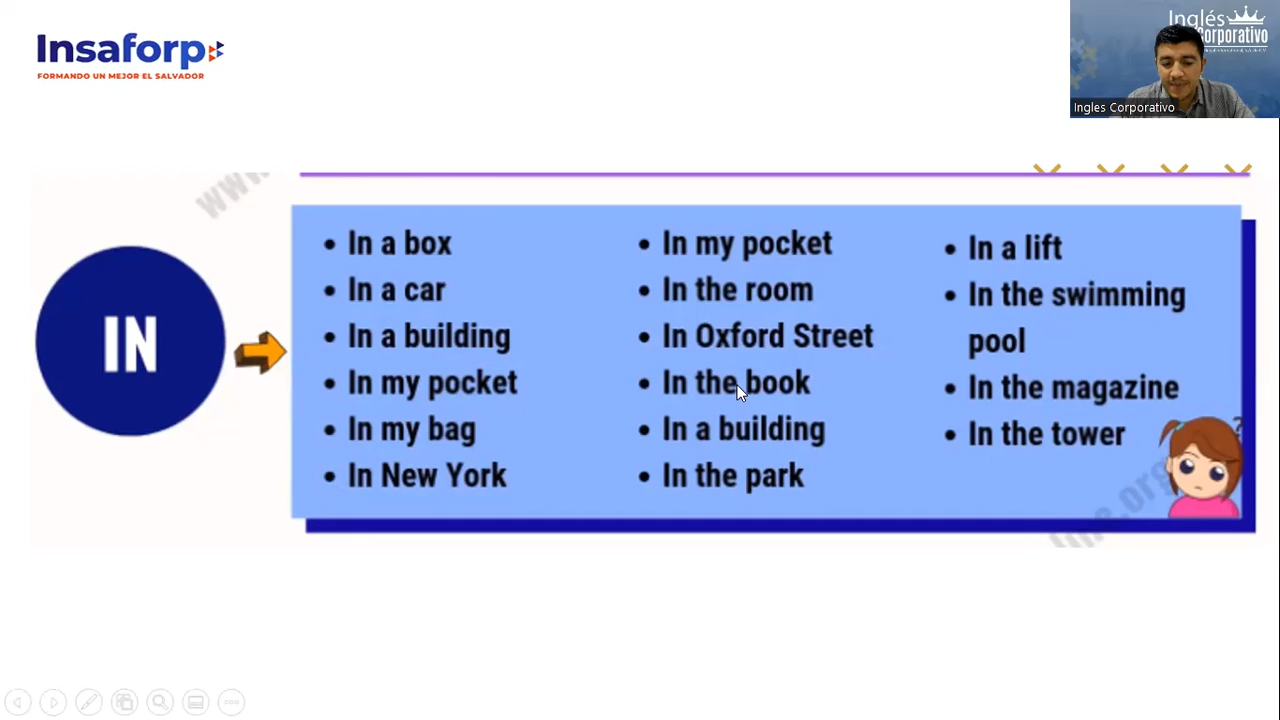 Insaforp
FORMANDO UN MEJOR EL SALVADOR
Inglés
Corporativo
Ingles Corporativo
www.
IN
• In a box
• In a car
• In a building
• In my pocket
• In my bag
• In New York
• In my pocket
• In the room
• In Oxford Street
• In the book
• In a building
• In the park
• In a lift
• In the swimming
pool
• In the magazine
• In the tower
?